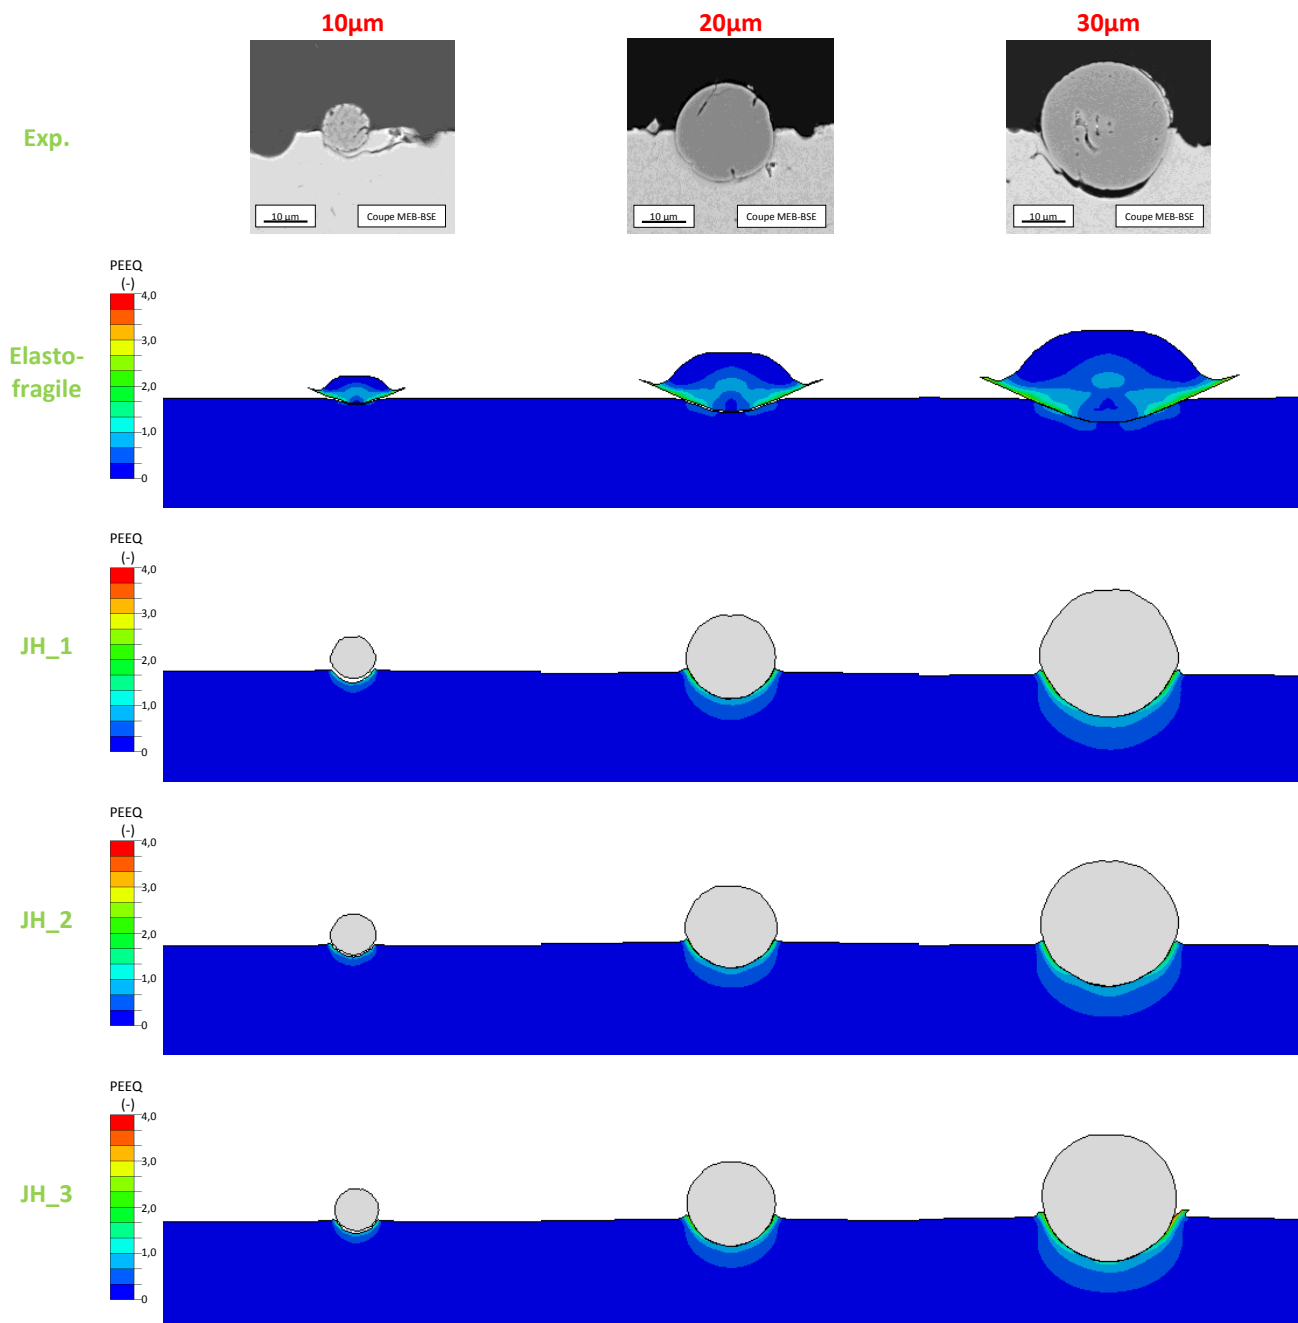 10µm 20µm 30µm
Exp.
10 µm Coupe MEB-BSE 10 µm Coupe MEB-BSE 10 µm Coupe MEB-BSE
PEEQ
(-)
4,0
3,0
2,0
1,0
0
Elasto-
fragile
PEEQ
(-)
4,0
3,0
2,0
1,0
0
JH_1
PEEQ
(-)
4,0
3,0
2,0
1,0
0
JH_2
PEEQ
(-)
4,0
3,0
2,0
1,0
0
JH_3